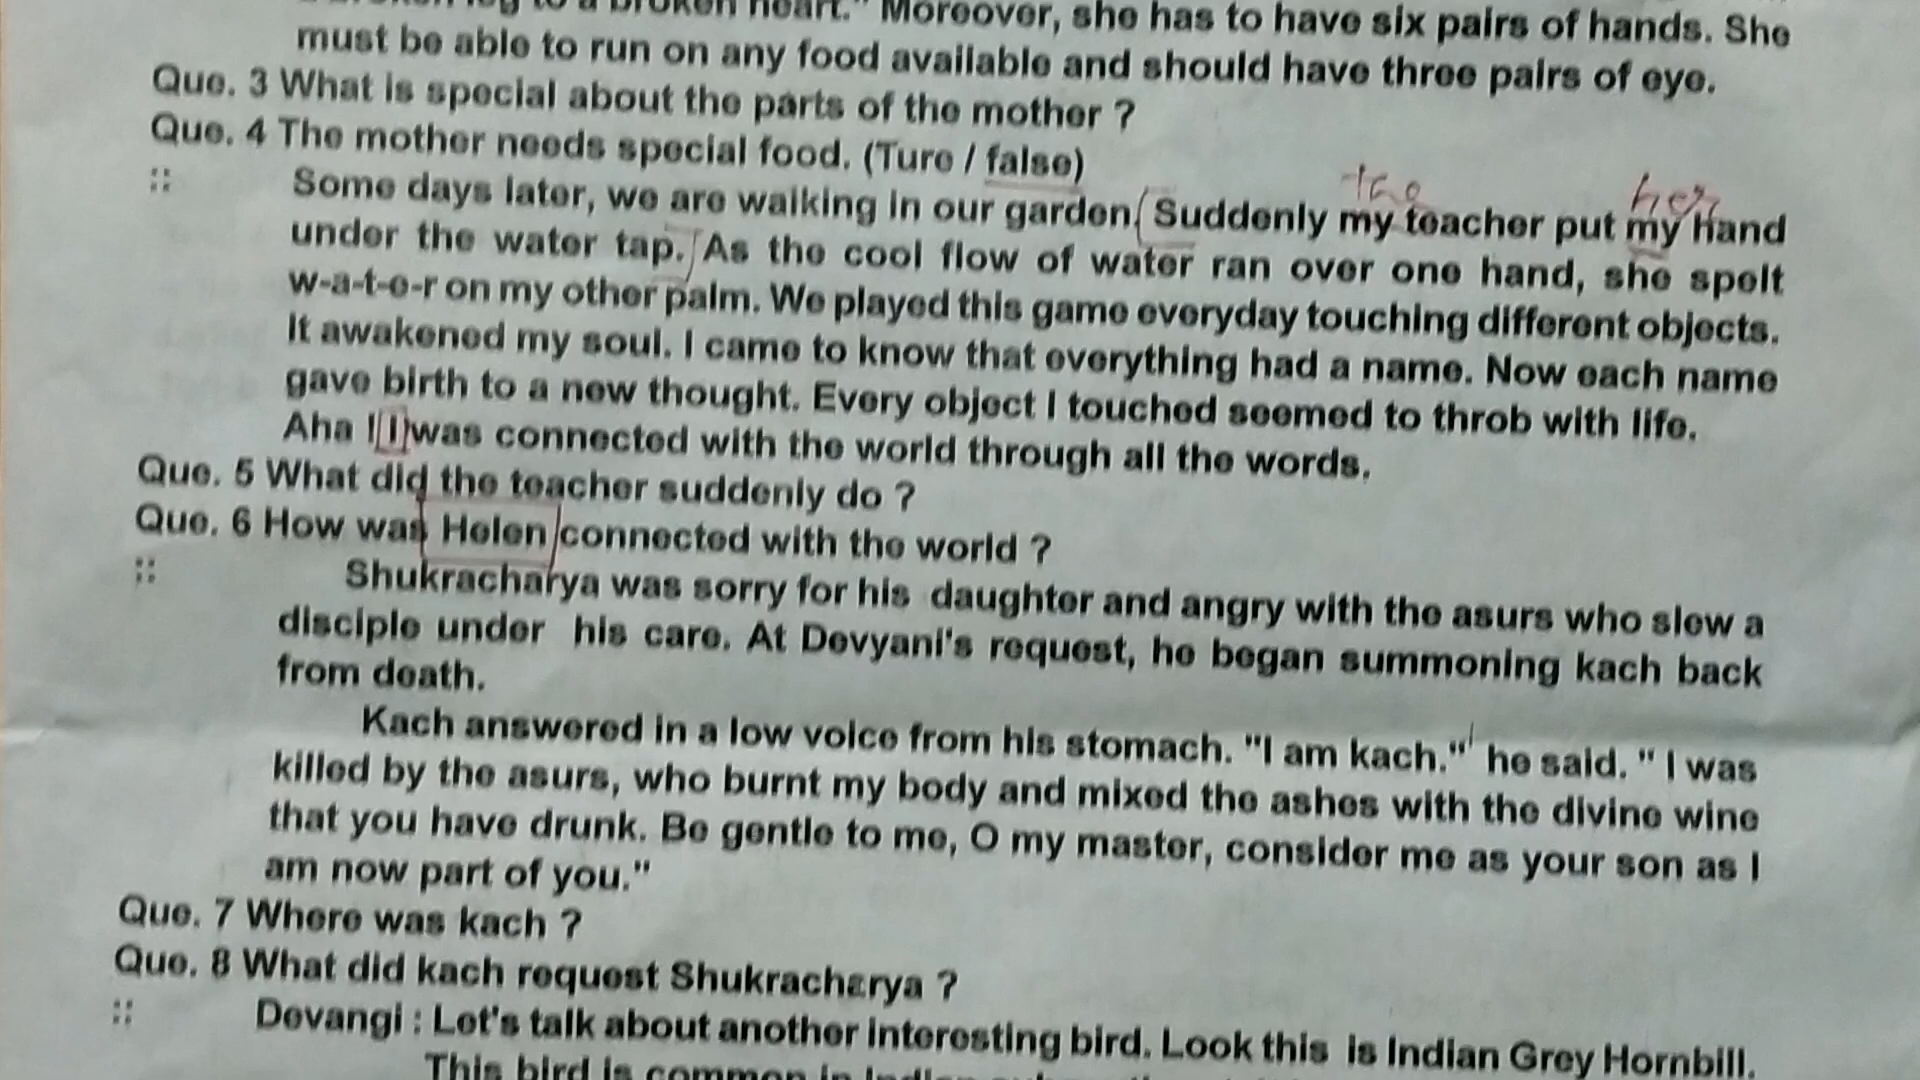 broken heart." Moreover, she has to have six pairs of hands. She
must be able to run on any food available and should have three pairs of eye.
Que. 3 What is special about the parts of the mother ?
Que. 4 The mother needs special food. (Ture / false)
the her
:: Some days later, we are walking in our garden. Suddenly my teacher put my Hand
under the water tap. As the cool flow of water ran over one hand, she spelt
w-a-t-e-r on my other palm. We played this game everyday touching different objects.
It awakened my soul. I came to know that everything had a name. Now each name
gave birth to a new thought. Every object I touched seemed to throb with life.
Aha ! I was connected with the world through all the words.
Que. 5 What did the teacher suddenly do ?
Que. 6 How was Helen connected with the world ?
:: Shukracharya was sorry for his daughter and angry with the asurs who slew a
disciple under his care. At Devyani's request, he began summoning kach back
from death.
Kach answered in a low voice from his stomach. "I am kach." he said. " I was
killed by the asurs, who burnt my body and mixed the ashes with the divine wine
that you have drunk. Be gentle to me, O my master, consider me as your son as I
am now part of you."
Que. 7 Where was kach ?
Que. 8 What did kach request Shukracharya ?
:: Devangi : Let's talk about another interesting bird. Look this is Indian Grey Hornbill.
This bird is common in